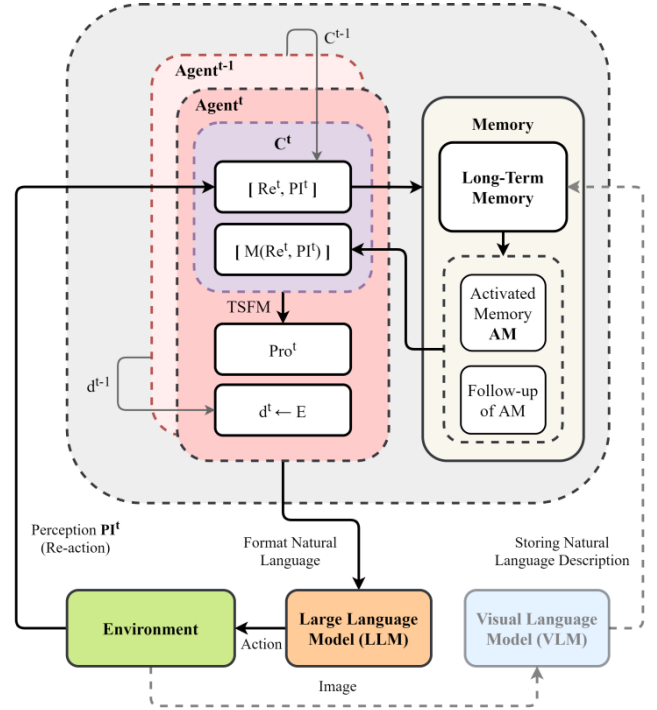 C^{t-1}
Agent^{t-1}
Agent^t
C^t
[ Re^t, PI^t ]
[ M(Re^t, PI^t) ]
TSFM
Pro^t
d^{t-1}
d^t ← E
Memory
Long-Term
Memory
Activated
Memory
AM
Follow-up
of AM
Perception PI^t
(Re-action)
Format Natural
Language
Storing Natural
Language Description
Environment
Action
Large Language
Model (LLM)
Visual Language
Model (VLM)
Image